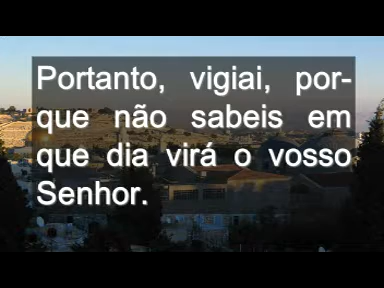 Portanto, vigiai, por-
que não sabeis em
que dia virá o vosso
Senhor.